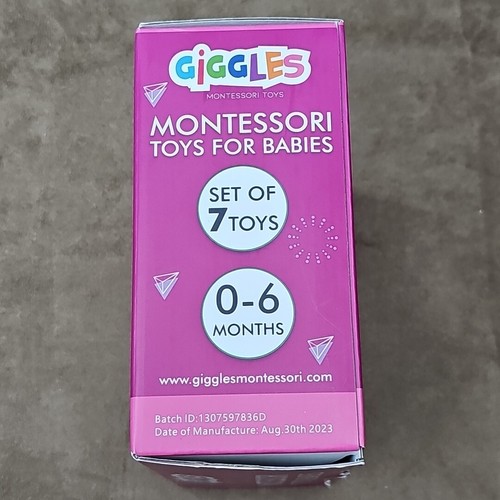 GiGGLES
MONTESSORI TOYS
MONTESSORI
TOYS FOR BABIES
SET OF
7 TOYS
0-6
MONTHS
www.gigglesmontessori.com
Batch ID:1307597836D
Date of Manufacture: Aug.30th 2023